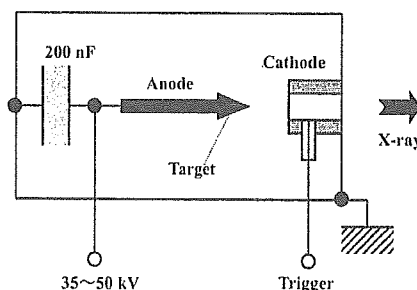 200 nF
Anode
Cathode
Target
X-ray
35～50 kV
Trigger